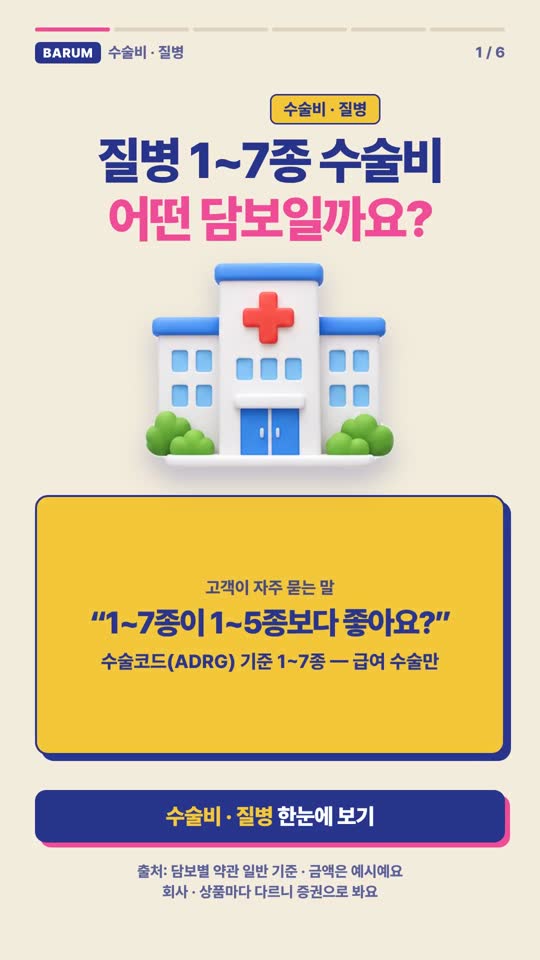 BARUM 수술비 · 질병 1 / 6
수술비 · 질병
질병 1~7종 수술비
어떤 담보일까요?
고객이 자주 묻는 말
“1~7종이 1~5종보다 좋아요?”
수술코드(ADRG) 기준 1~7종 — 급여 수술만
수술비 · 질병 한눈에 보기
출처: 담보별 약관 일반 기준 · 금액은 예시예요
회사 · 상품마다 다르니 증권으로 봐요